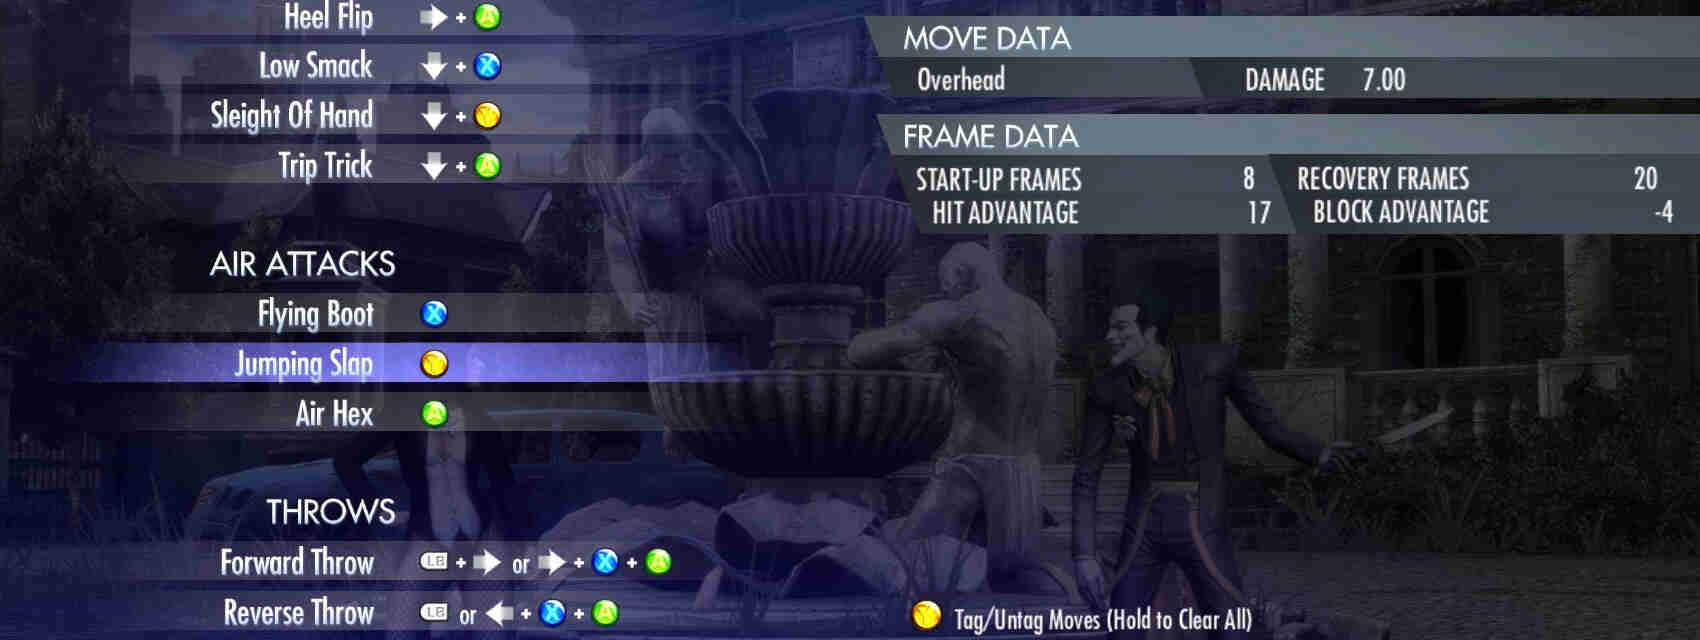 Heel Flip + A
Low Smack + X
Sleight Of Hand + Y
Trip Trick + A
AIR ATTACKS
Flying Boot X
Jumping Slap Y
Air Hex A
THROWS
Forward Throw LB + or + X + A
Reverse Throw LB or + X + A
MOVE DATA
Overhead DAMAGE 7.00
FRAME DATA
START-UP FRAMES 8 RECOVERY FRAMES 20
HIT ADVANTAGE 17 BLOCK ADVANTAGE -4
Y Tag/Untag Moves (Hold to Clear All)